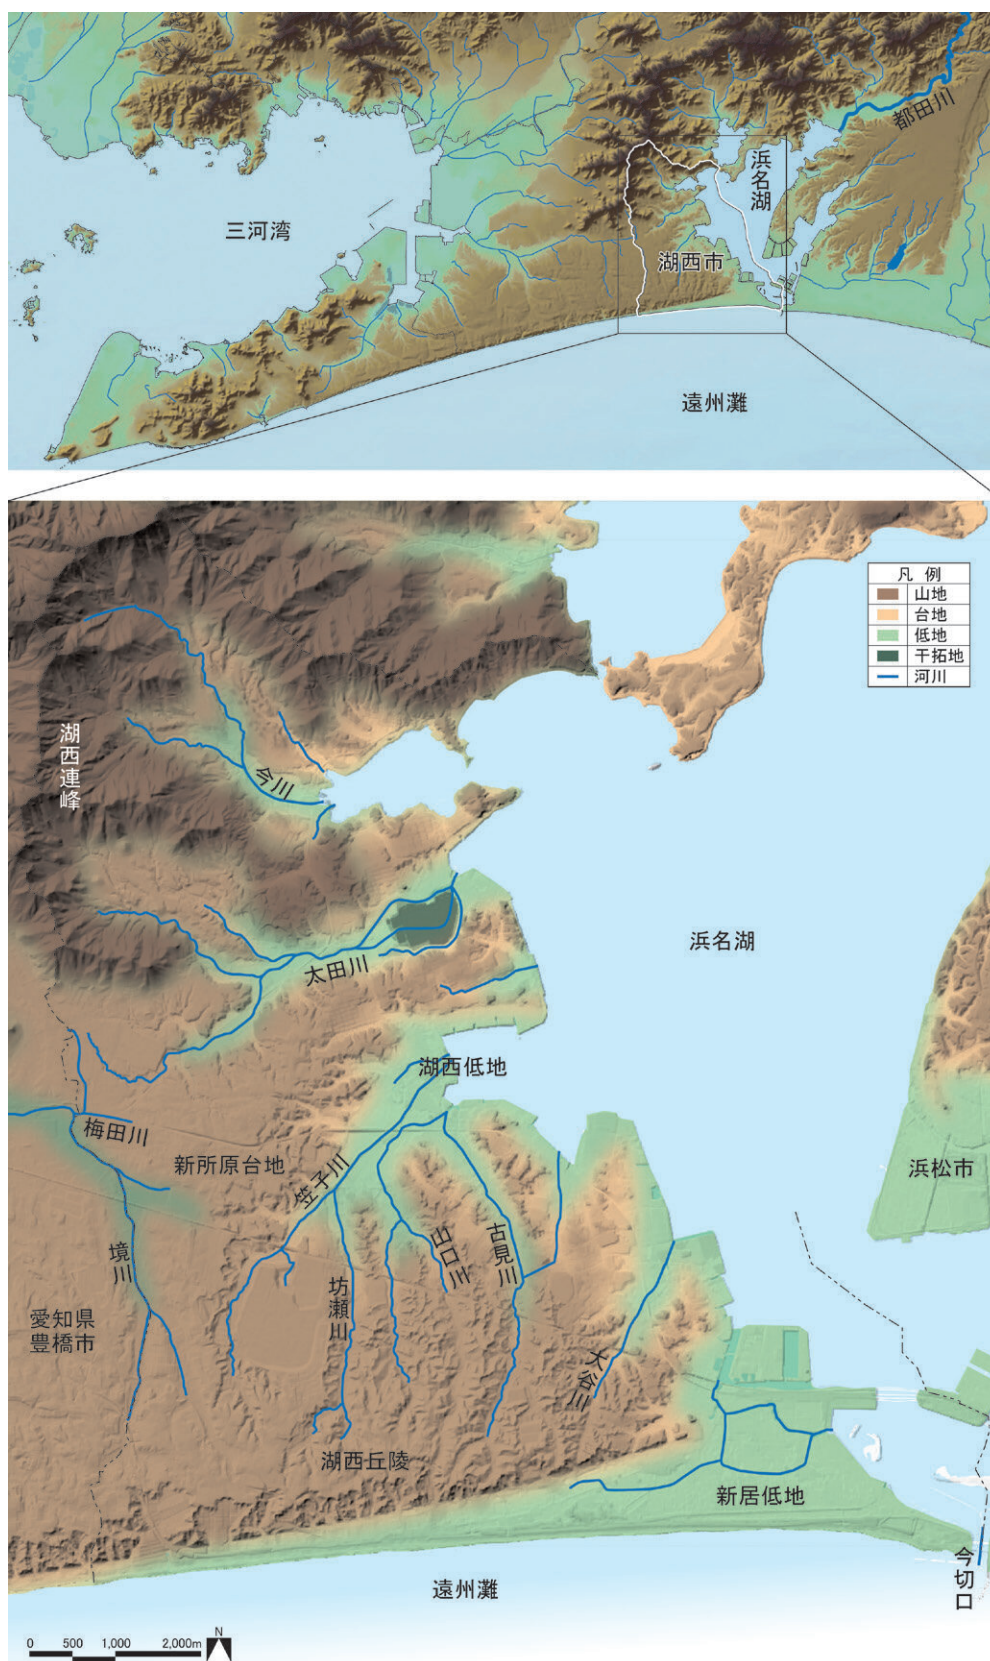 都田川
浜名湖
三河湾
湖西市
遠州灘
凡 例
山地
台地
低地
干拓地
河川
湖西連峰
今川
浜名湖
太田川
湖西低地
梅田川
新所原台地
笠子川
浜松市
境川
坊瀬川
古見川
愛知県
豊橋市
大谷川
湖西丘陵
新居低地
今切口
遠州灘
0 500 1,000 2,000m
N